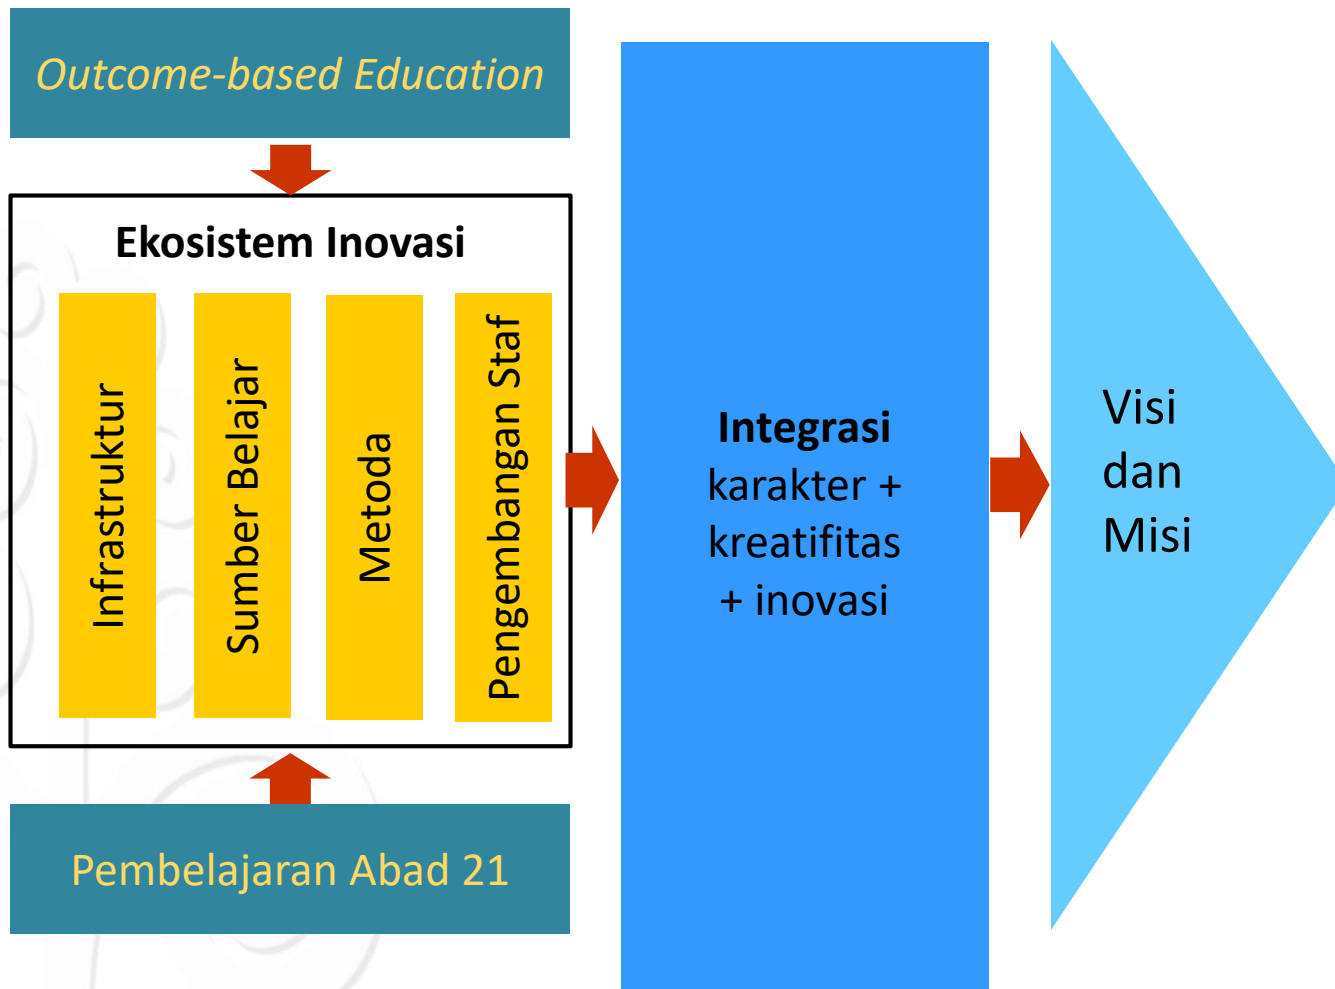 Outcome-based Education
Ekosistem Inovasi
Infrastruktur
Sumber Belajar
Metoda
Pengembangan Staf
Pembelajaran Abad 21
Integrasi
karakter +
kreatifitas
+ inovasi
Visi
dan
Misi